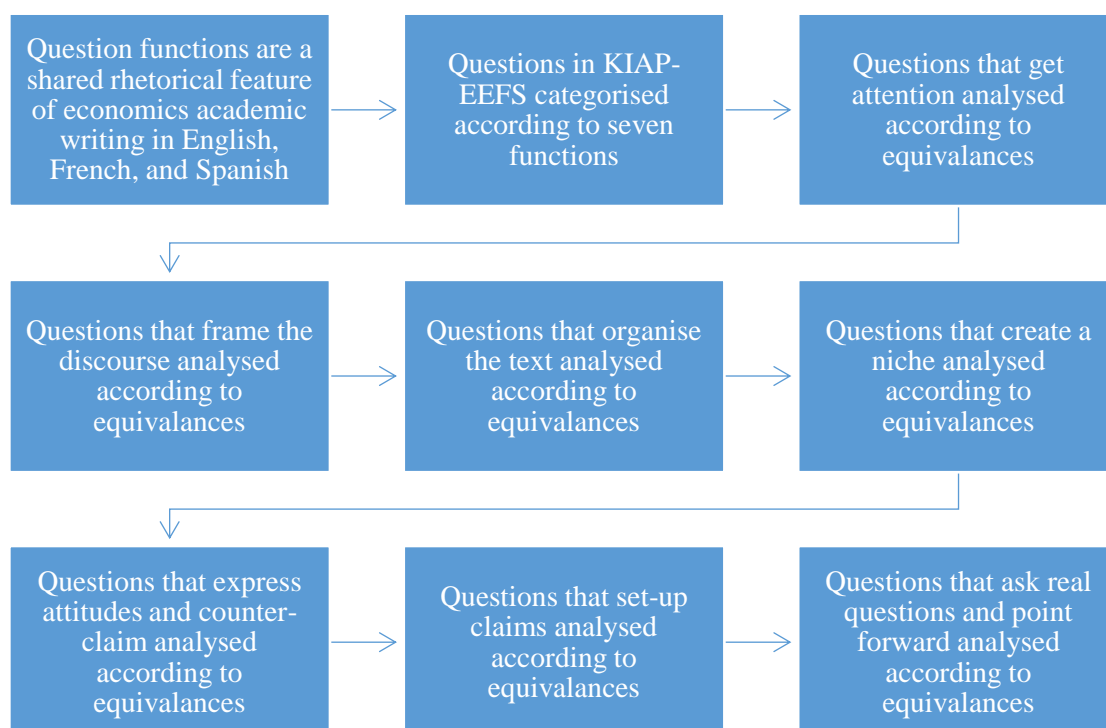 Question functions are a
shared rhetorical feature
of economics academic
writing in English,
French, and Spanish
Questions in KIAP-
EEFS categorised
according to seven
functions
Questions that get
attention analysed
according to
equivalances
Questions that frame the
discourse analysed
according to
equivalances
Questions that organise
the text analysed
according to
equivalances
Questions that create a
niche analysed
according to
equivalances
Questions that express
attitudes and counter-
claim analysed
according to
equivalances
Questions that set-up
claims analysed
according to
equivalances
Questions that ask real
questions and point
forward analysed
according to
equivalances